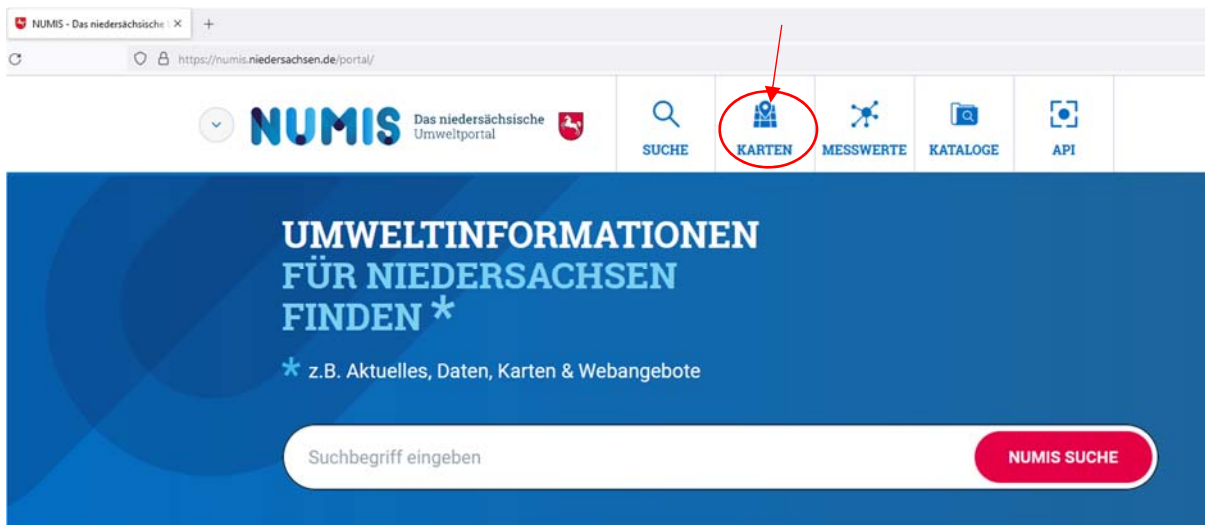 NUMIS - Das niedersächsische
https://numis.niedersachsen.de/portal/
NUMIS Das niedersächsische
Umweltportal
SUCHE KARTEN MESSWERTE KATALOGE API
UMWELTINFORMATIONEN
FÜR NIEDERSACHSEN
FINDEN *
* z.B. Aktuelles, Daten, Karten & Webangebote
Suchbegriff eingeben NUMIS SUCHE